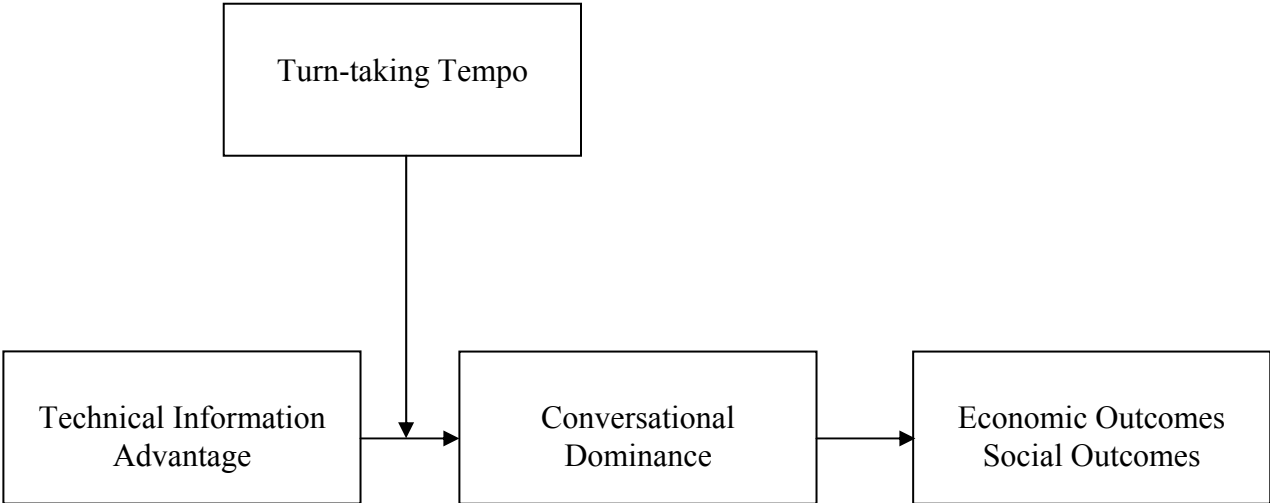 Turn-taking Tempo
Technical Information
Advantage
Conversational
Dominance
Economic Outcomes
Social Outcomes